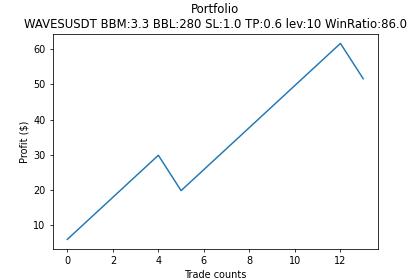 Portfolio
WAVESUSDT BBM:3.3 BBL:280 SL:1.0 TP:0.6 lev:10 WinRatio:86.0
60
50
40
30
20
10
Profit ($)
0 2 4 6 8 10 12
Trade counts